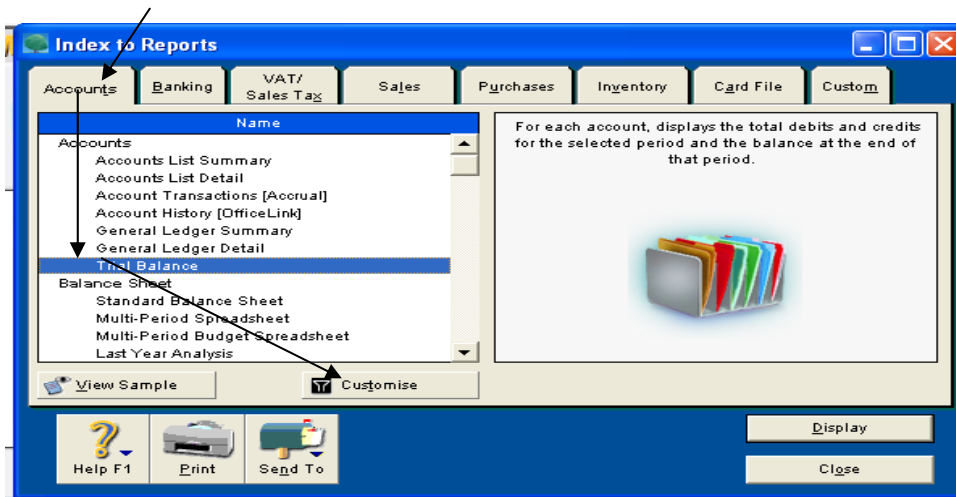 Index to Reports
Accounts
Banking
VAT/
Sales Tax
Sales
Purchases
Inventory
Card File
Custom
Name
Accounts
Accounts List Summary
Accounts List Detail
Account Transactions [Accrual]
Account History [OfficeLink]
General Ledger Summary
General Ledger Detail
Trial Balance
Balance Sheet
Standard Balance Sheet
Multi-Period Spreadsheet
Multi-Period Budget Spreadsheet
Last Year Analysis
For each account, displays the total debits and credits
for the selected period and the balance at the end of
that period.
View Sample
Customise
Help F1
Print
Send To
Display
Close